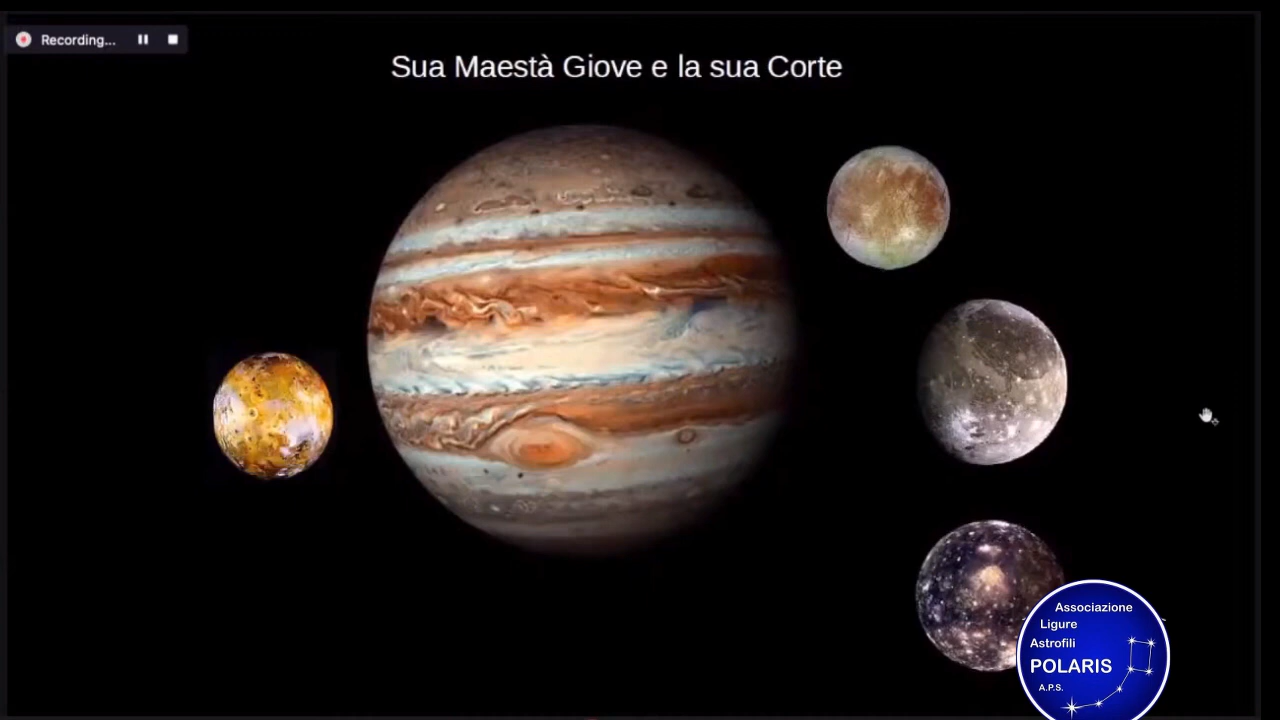 Recording...
Sua Maestà Giove e la sua Corte
Associazione
Ligure
Astrofili
POLARIS
A.P.S.